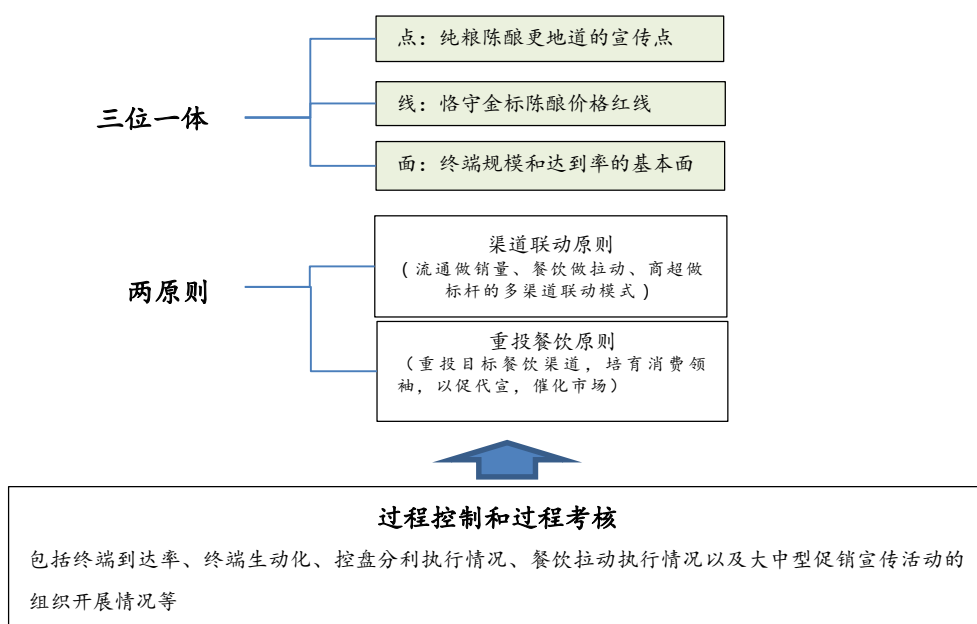 点：纯粮陈酿更地道的宣传点
三位一体
线：恪守金标陈酿价格红线
面：终端规模和达到率的基本面
渠道联动原则
（流通做销量、餐饮做拉动、商超做
标杆的多渠道联动模式）
两原则
重投餐饮原则
（重投目标餐饮渠道，培育消费领
袖，以促代宣，催化市场）
过程控制和过程考核
包括终端到达率、终端生动化、控盘分利执行情况、餐饮拉动执行情况以及大中型促销宣传活动的
组织开展情况等